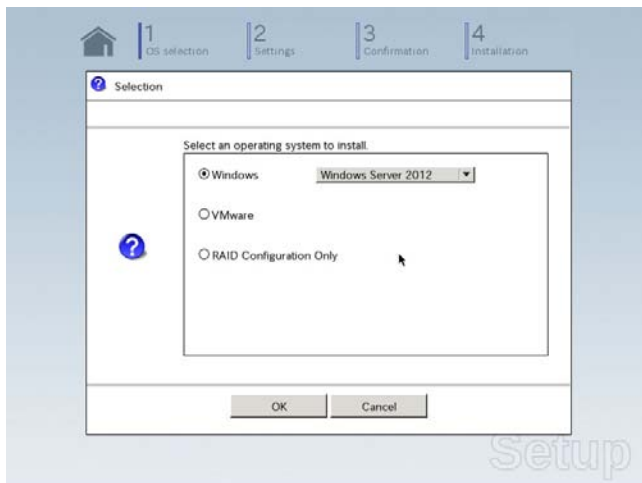 1 2 3 4
OS selection Settings Confirmation Installation
Selection
Select an operating system to install.
Windows Windows Server 2012
VMware
RAID Configuration Only
OK Cancel
Setup